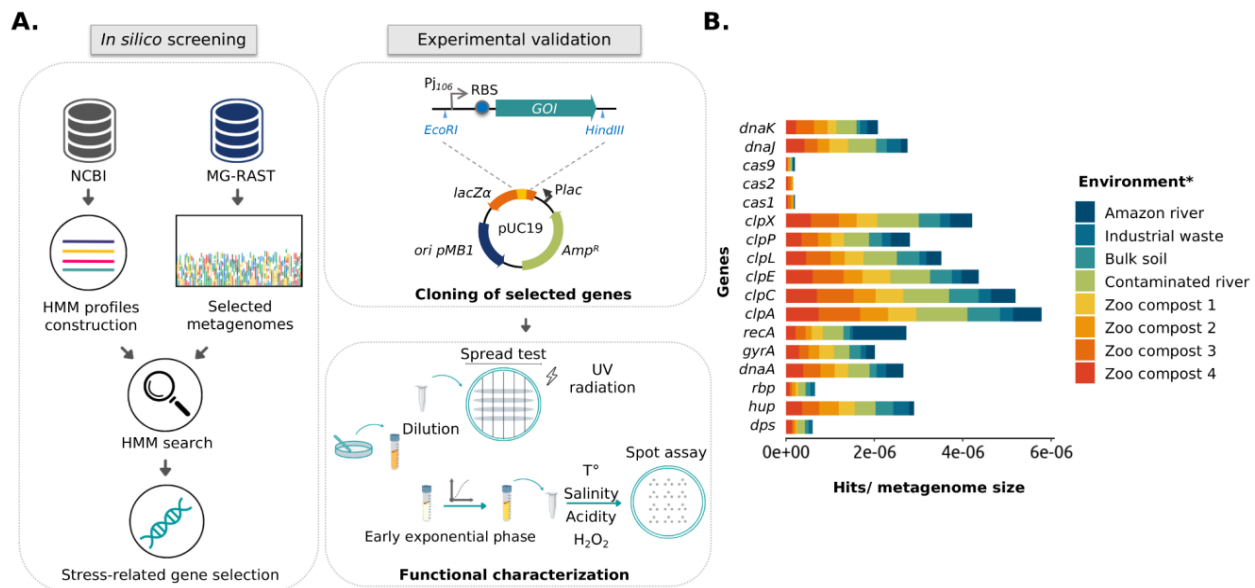 A.
In silico screening
NCBI
MG-RAST
HMM profiles
construction
Selected
metagenomes
HMM search
Stress-related gene selection
Experimental validation
Pj106
RBS
GOI
EcoRI
HindIII
lacZα
Plac
pUC19
ori pMB1
AmpR
Cloning of selected genes
Spread test
UV
radiation
Dilution
Early exponential phase
T°
Salinity
Acidity
H2O2
Spot assay
Functional characterization
B.
Genes
dnaK
dnaJ
cas9
cas2
cas1
clpX
clpP
clpL
clpE
clpC
clpA
recA
gyrA
dnaA
rbp
hup
dps
0e+00
2e-06
4e-06
6e-06
Hits/ metagenome size
Environment*
Amazon river
Industrial waste
Bulk soil
Contaminated river
Zoo compost 1
Zoo compost 2
Zoo compost 3
Zoo compost 4